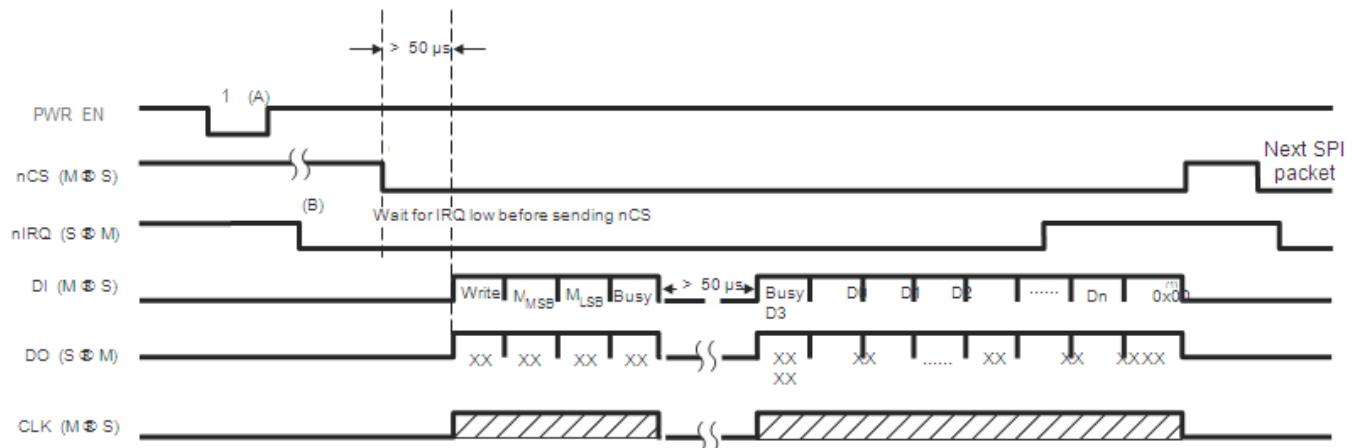 > 50 µs
1 (A)
PWR EN
nCS (M ® S)
Next SPI
packet
(B)
Wait for IRQ low before sending nCS
nIRQ (S ® M)
DI (M ® S)
Write MMSB MLSB Busy
> 50 µs
Busy D0 D1 D2 ...... Dn 0x00
D3
DO (S ® M)
XX XX XX XX
XX XX ...... XX XX XXXX
XX
CLK (M ® S)